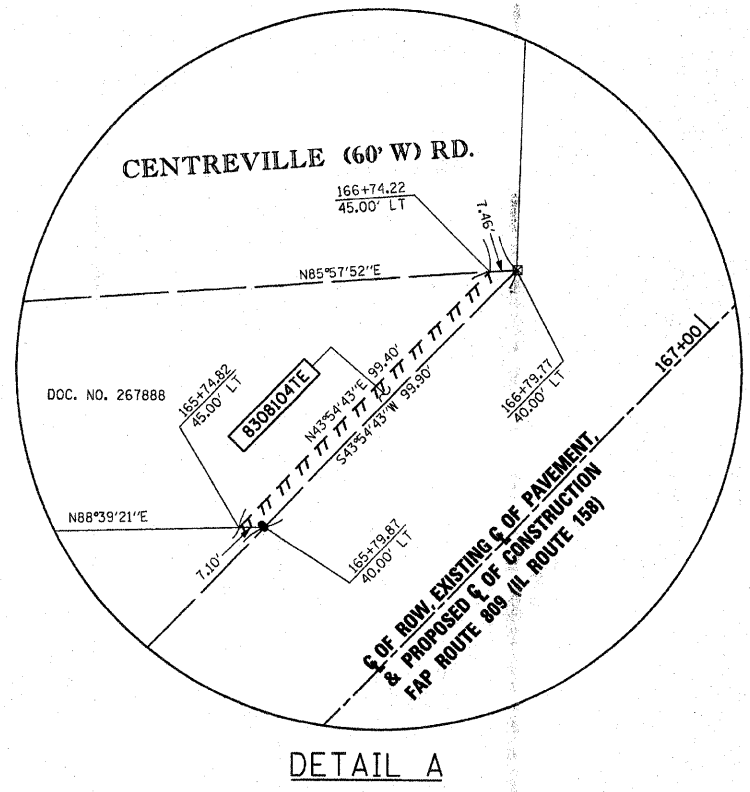 CENTREVILLE (60' W) RD.
166+74.22
45.00' LT
7.46'
N85°57'52"E
167+00
DOC. NO. 267888
165+74.82
45.00' LT
8308104TE
N43°54'43"E 99.40'
S43°54'43"W 99.90'
166+79.77
40.00' LT
N88°39'21"E
7.10'
165+79.87
40.00' LT
℄ OF ROW, EXISTING ℄ OF PAVEMENT,
& PROPOSED ℄ OF CONSTRUCTION
FAP ROUTE 809 (IL ROUTE 158)
DETAIL A